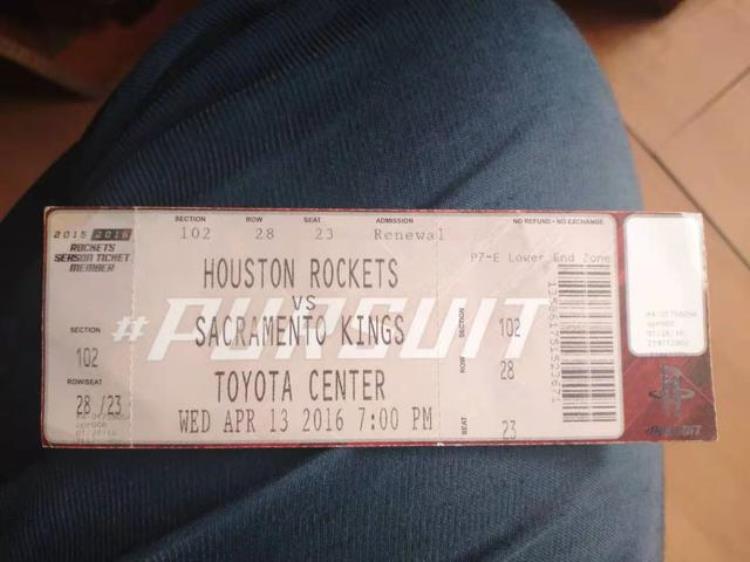 2015 2016
ROCKETS
SEASON TICKET
MEMBER
SECTION
102
ROW/SEAT
28 /23
SECTION ROW SEAT ADMISSION NO REFUND • NO EXCHANGE
102 28 23 Renewal
P7-E Lower End Zone
HOUSTON ROCKETS
VS
SACRAMENTO KINGS
#PURSUIT
TOYOTA CENTER
WED APR 13 2016 7:00 PM
SECTION 102
ROW 28
SEAT 23
#PURSUIT